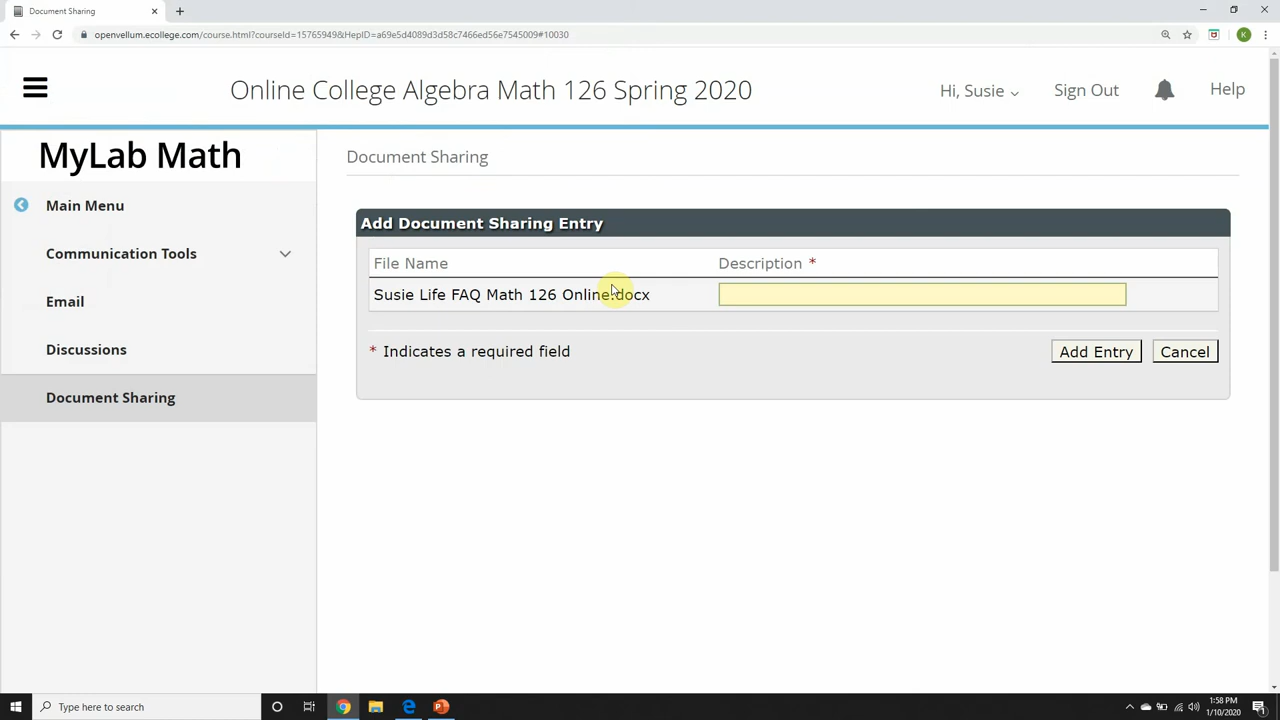 Document Sharing
openvellum.ecollege.com/course.html?courseId=15765949&HepID=a69e5d4089d3d58c7466ed56e7545009#10030
K
Online College Algebra Math 126 Spring 2020
Hi, Susie
Sign Out
Help
MyLab Math
Main Menu
Communication Tools
Email
Discussions
Document Sharing
Document Sharing
Add Document Sharing Entry
File Name
Description *
Susie Life FAQ Math 126 Online.docx
* Indicates a required field
Add Entry
Cancel
Type here to search
1:58 PM
1/10/2020
1